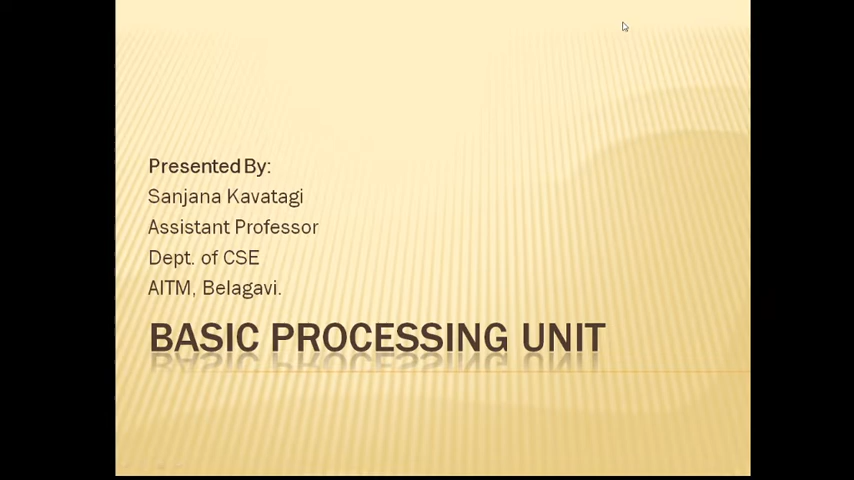 Presented By:
Sanjana Kavatagi
Assistant Professor
Dept. of CSE
AITM, Belagavi.
BASIC PROCESSING UNIT